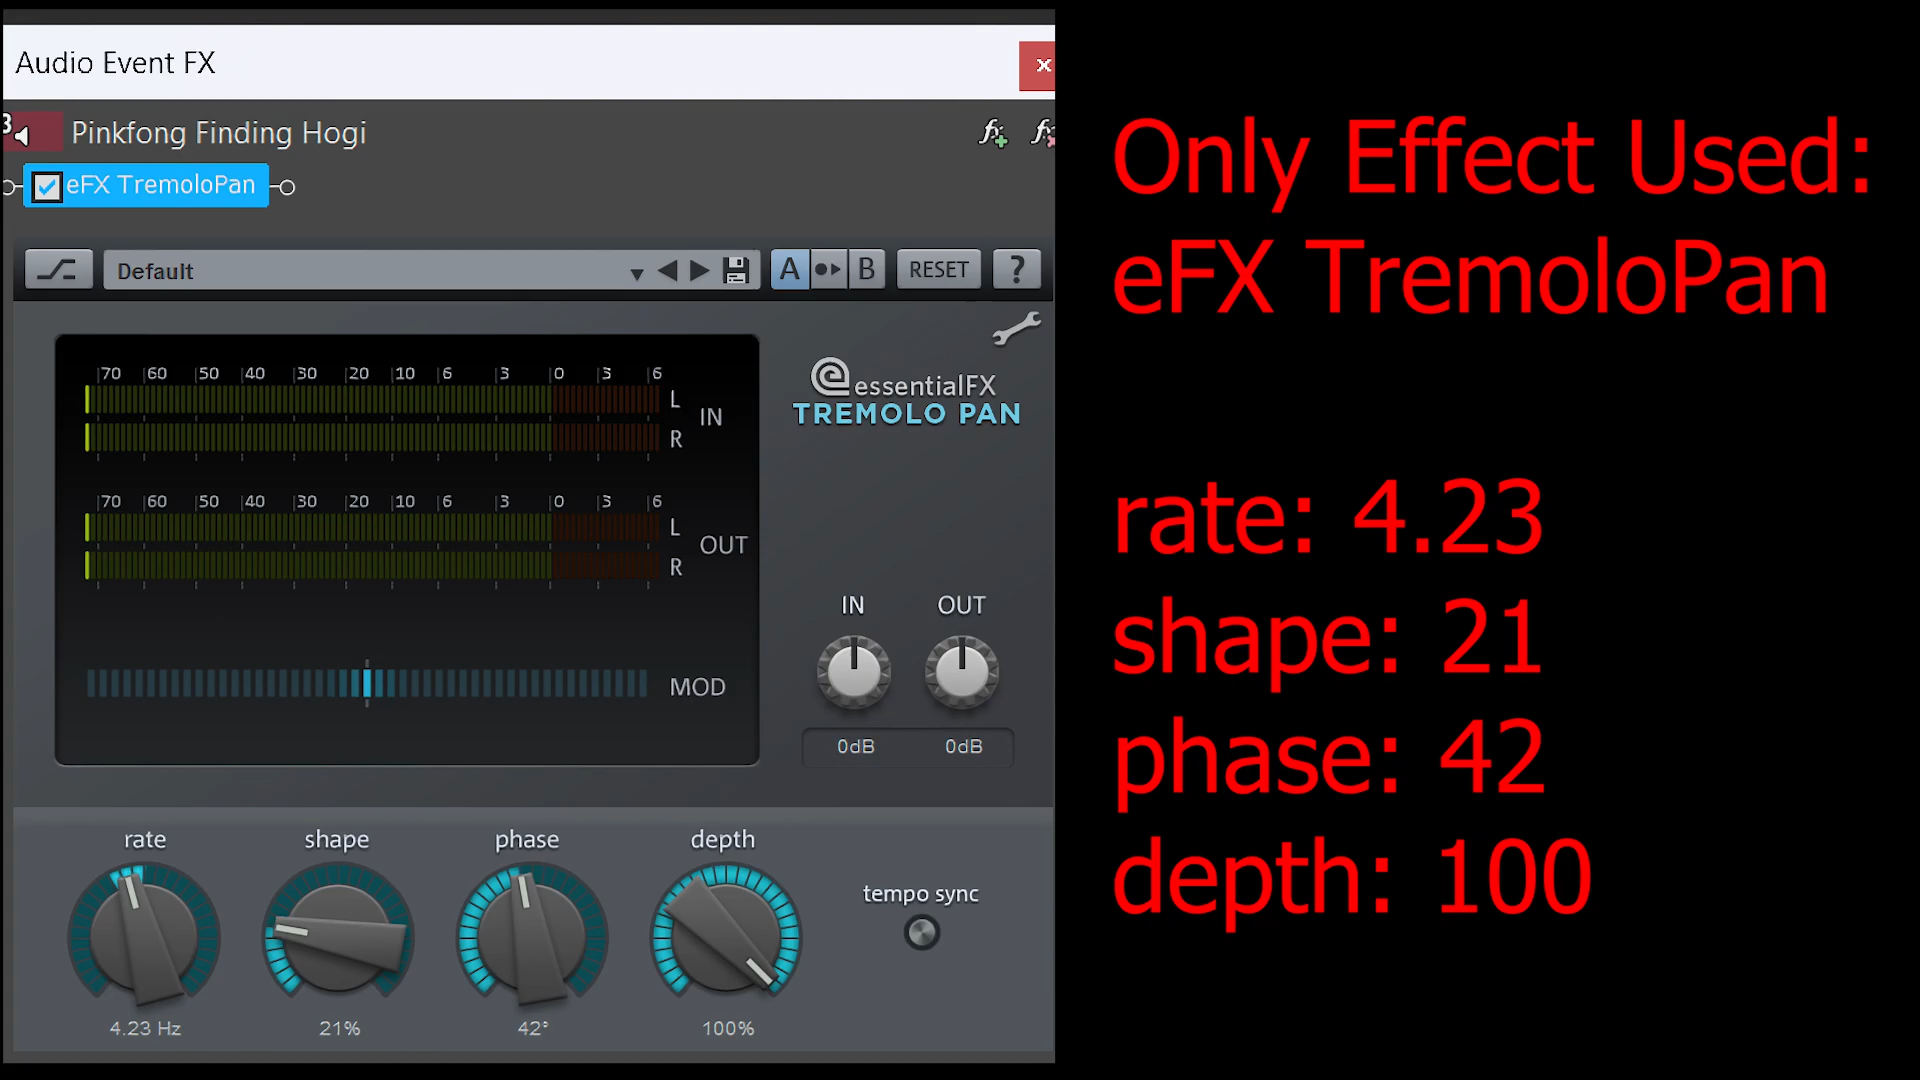 Audio Event FX
×
3
Pinkfong Finding Hogi
fx fx
eFX TremoloPan
Default
A B RESET ?
70 60 50 40 30 20 10 6 3 0 3 6
L
IN
R
70 60 50 40 30 20 10 6 3 0 3 6
L
OUT
R
MOD
essentialFX
TREMOLO PAN
IN OUT
0dB 0dB
rate shape phase depth
tempo sync
4.23 Hz 21% 42° 100%
Only Effect Used:
eFX TremoloPan
rate: 4.23
shape: 21
phase: 42
depth: 100